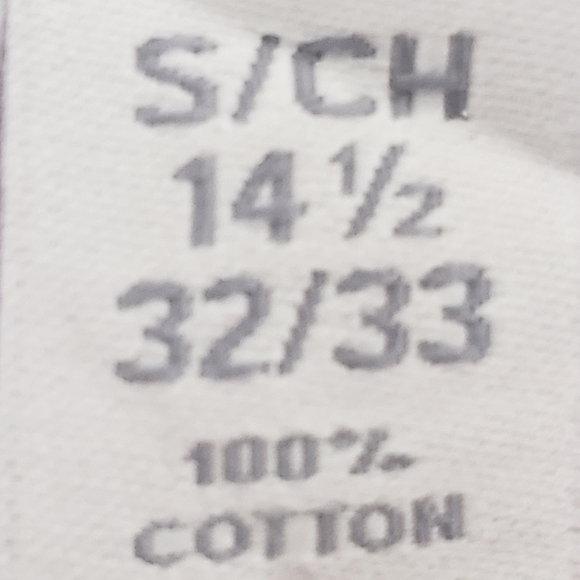 S/CH
14 ½
32/33
100%
COTTON